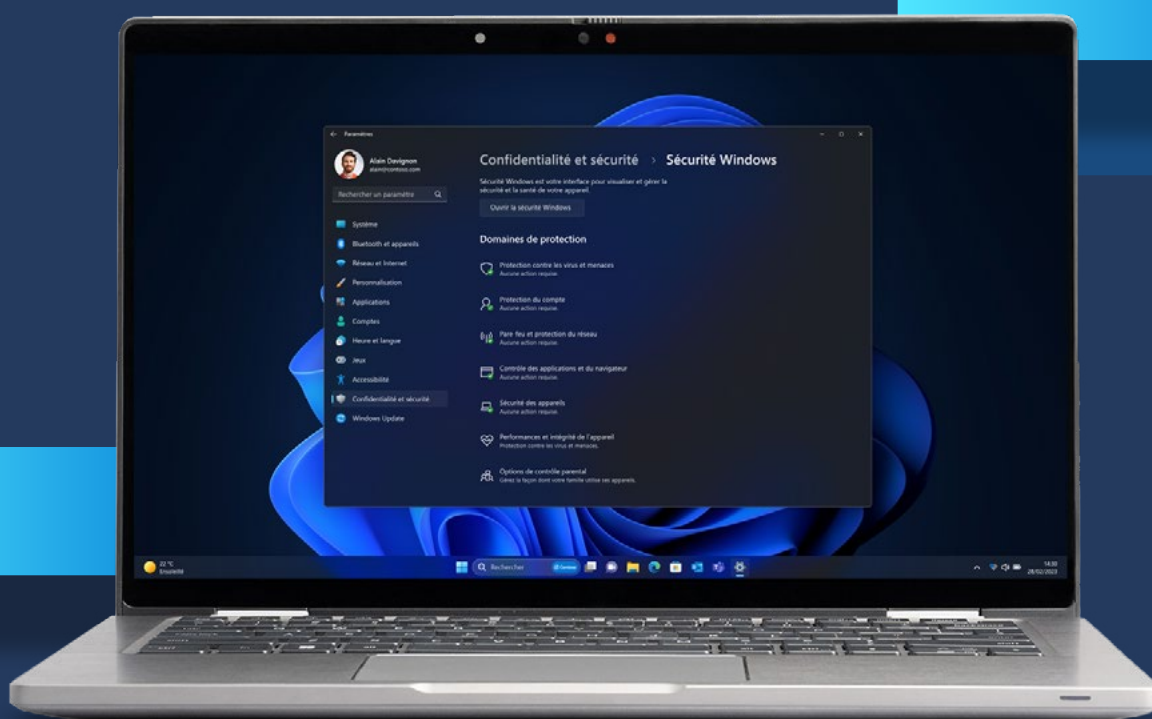 Paramètres
Alain Davignon
alain@contoso.com
Rechercher un paramètre
Système
Bluetooth et appareils
Réseau et Internet
Personnalisation
Applications
Comptes
Heure et langue
Jeux
Accessibilité
Confidentialité et sécurité
Windows Update
Confidentialité et sécurité > Sécurité Windows
Sécurité Windows est votre interface pour visualiser et gérer la
sécurité et la santé de votre appareil.
Ouvrir la sécurité Windows
Domaines de protection
Protection contre les virus et menaces
Aucune action requise.
Protection du compte
Aucune action requise.
Pare feu et protection du réseau
Aucune action requise.
Contrôle des applications et du navigateur
Aucune action requise.
Sécurité des appareils
Aucune action requise.
Performances et intégrité de l'appareil
Protection contre les virus et menaces.
Options de contrôle parental
Gérez la façon dont votre famille utilise ses appareils.
22 °C
Ensoleillé
Rechercher
Contoso
14:30
28/02/2023